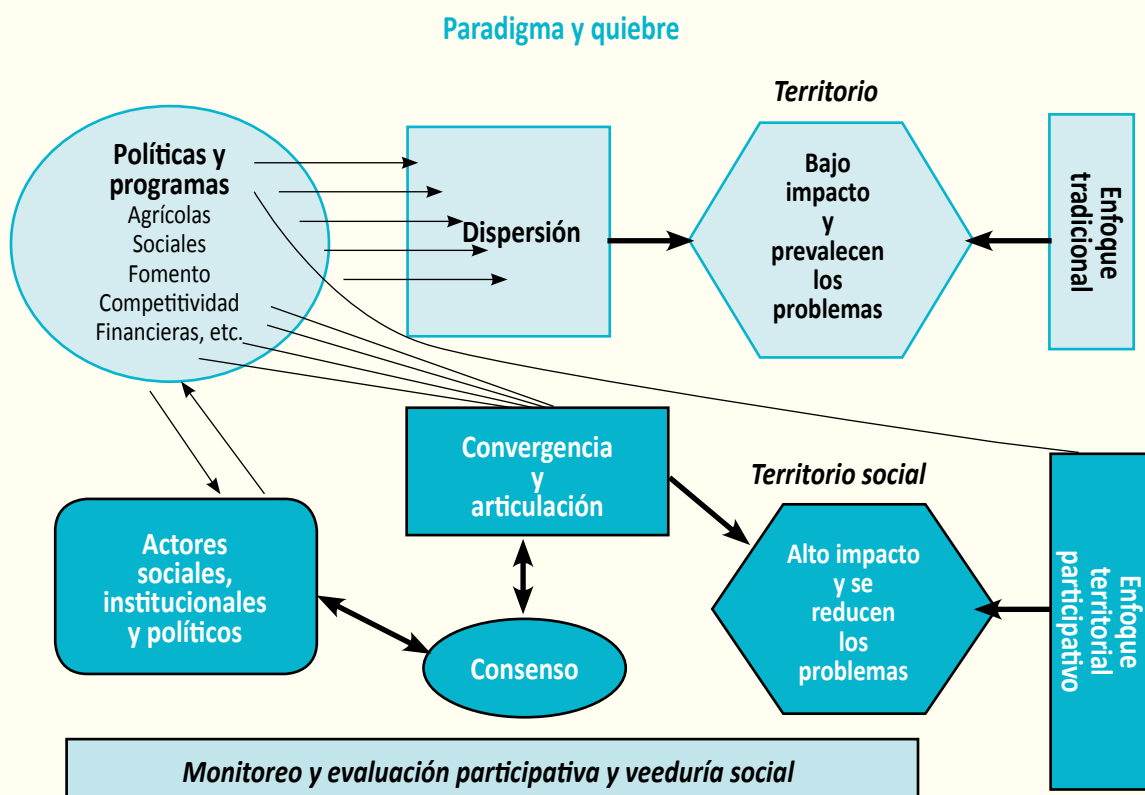 Paradigma y quiebre
Territorio
Políticas y
programas
Agrícolas
Sociales
Fomento
Competitividad
Financieras, etc.
Dispersión
Bajo
impacto
y
prevalecen
los
problemas
Enfoque
tradicional
Convergencia
y
articulación
Territorio social
Actores
sociales,
institucionales
y políticos
Consenso
Alto impacto
y se
reducen
los
problemas
Enfoque
territorial
participativo
Monitoreo y evaluación participativa y veeduría social